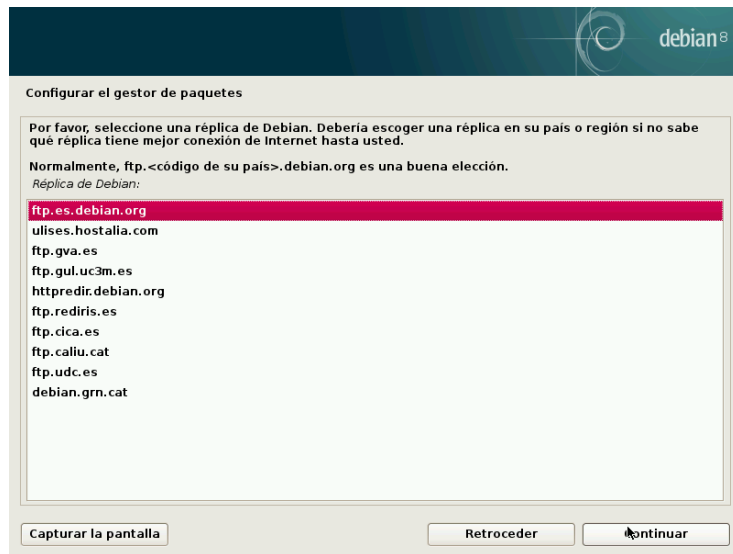 debian 8
Configurar el gestor de paquetes
Por favor, seleccione una réplica de Debian. Debería escoger una réplica en su país o región si no sabe
qué réplica tiene mejor conexión de Internet hasta usted.
Normalmente, ftp.<código de su país>.debian.org es una buena elección.
Réplica de Debian:
ftp.es.debian.org
ulises.hostalia.com
ftp.gva.es
ftp.gul.uc3m.es
httpredir.debian.org
ftp.rediris.es
ftp.cica.es
ftp.caliu.cat
ftp.udc.es
debian.grn.cat
Capturar la pantalla
Retroceder
Continuar